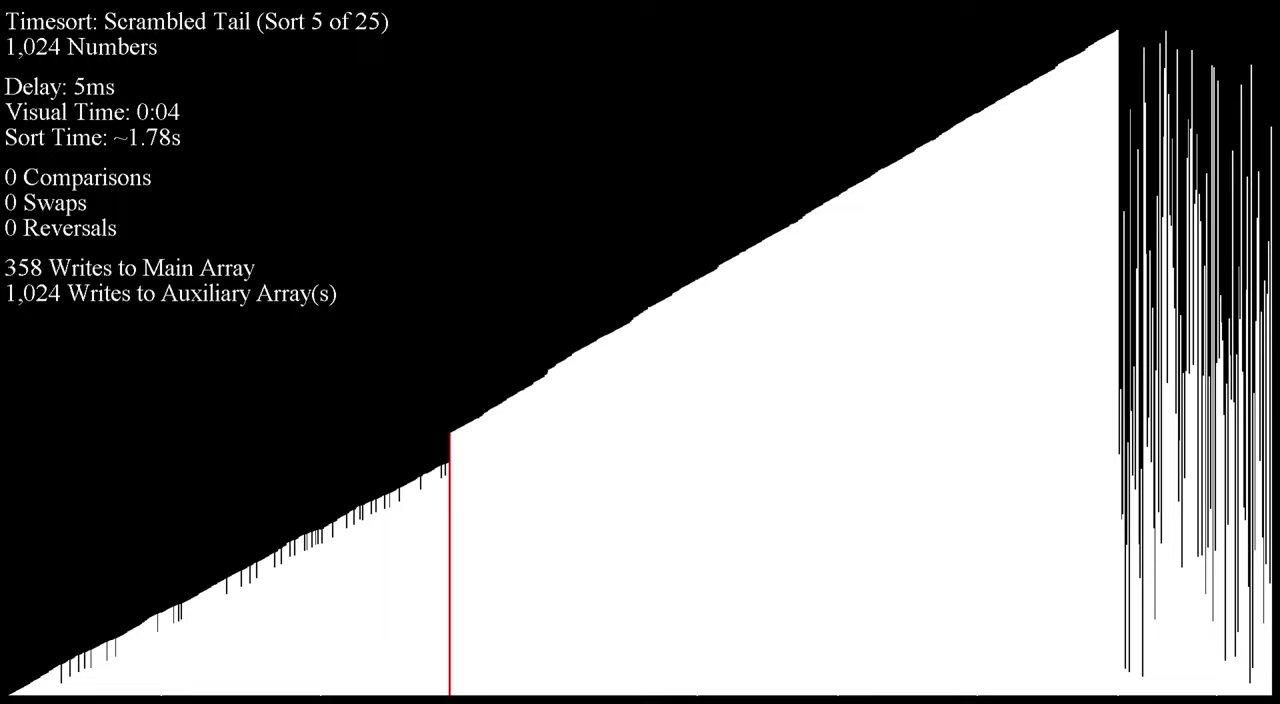 Timesort: Scrambled Tail (Sort 5 of 25)
1,024 Numbers
Delay: 5ms
Visual Time: 0:04
Sort Time: ~1.78s
0 Comparisons
0 Swaps
0 Reversals
358 Writes to Main Array
1,024 Writes to Auxiliary Array(s)